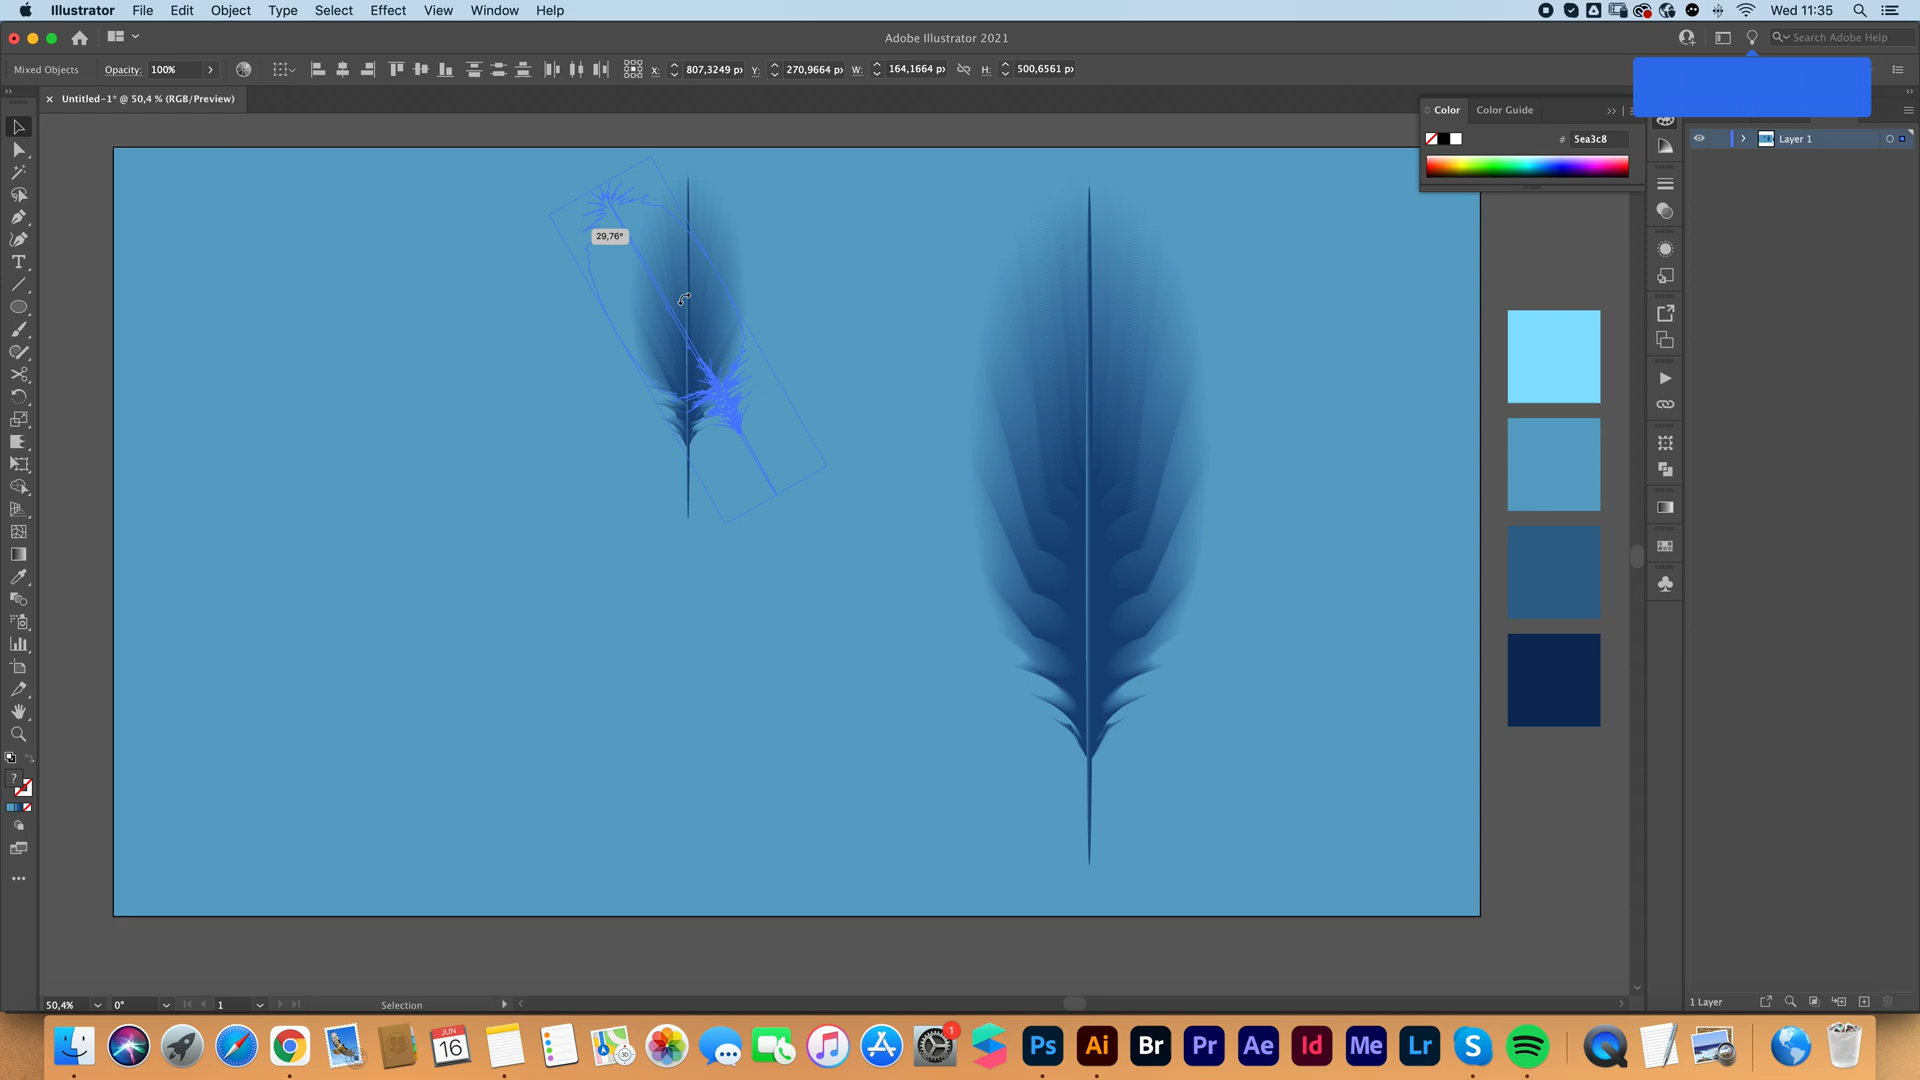 Illustrator File Edit Object Type Select Effect View Window Help Wed 11:35
Adobe Illustrator 2021 Search Adobe Help
Mixed Objects Opacity: 100% X: 807,3249 px Y: 270,9664 px W: 164,1664 px H: 500,6561 px
Untitled-1* @ 50,4 % (RGB/Preview)
Color Color Guide
# 5ea3c8
Layer 1
29,76°
?
50,4% 0° 1 Selection 1 Layer
JUN
16
30
1
Ps Ai Br Pr Ae Id Me Lr S